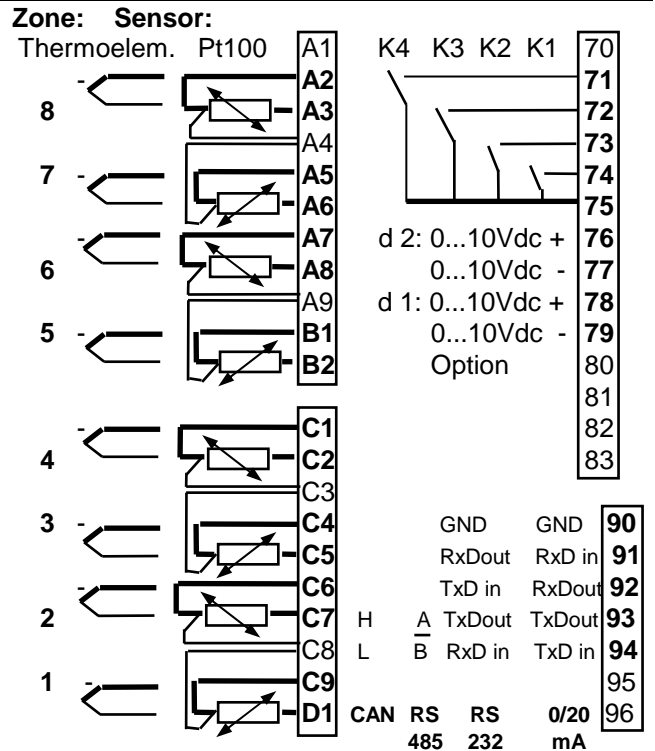 Zone: Sensor:
Thermoelem. Pt100 A1 K4 K3 K2 K1 70
- A2 71
8 A3 72
A4 73
7 - A5 74
A6 75
- A7 d 2: 0...10Vdc + 76
6 A8 0...10Vdc - 77
A9 d 1: 0...10Vdc + 78
5 - B1 0...10Vdc - 79
B2 Option 80
81
- C1 82
4 C2 83
C3
3 - C4 GND GND 90
C5 RxDout RxD in 91
- C6 TxD in RxDout 92
2 C7 H A TxDout TxDout 93
C8 L B RxD in TxD in 94
1 - C9 95
D1 CAN RS RS 0/20 96
485 232 mA